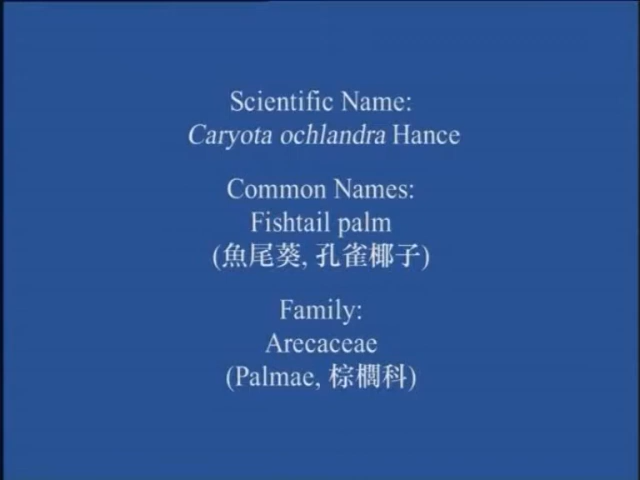 Scientific Name:
Caryota ochlandra Hance
Common Names:
Fishtail palm
(魚尾葵, 孔雀椰子)
Family:
Arecaceae
(Palmae, 棕櫚科)